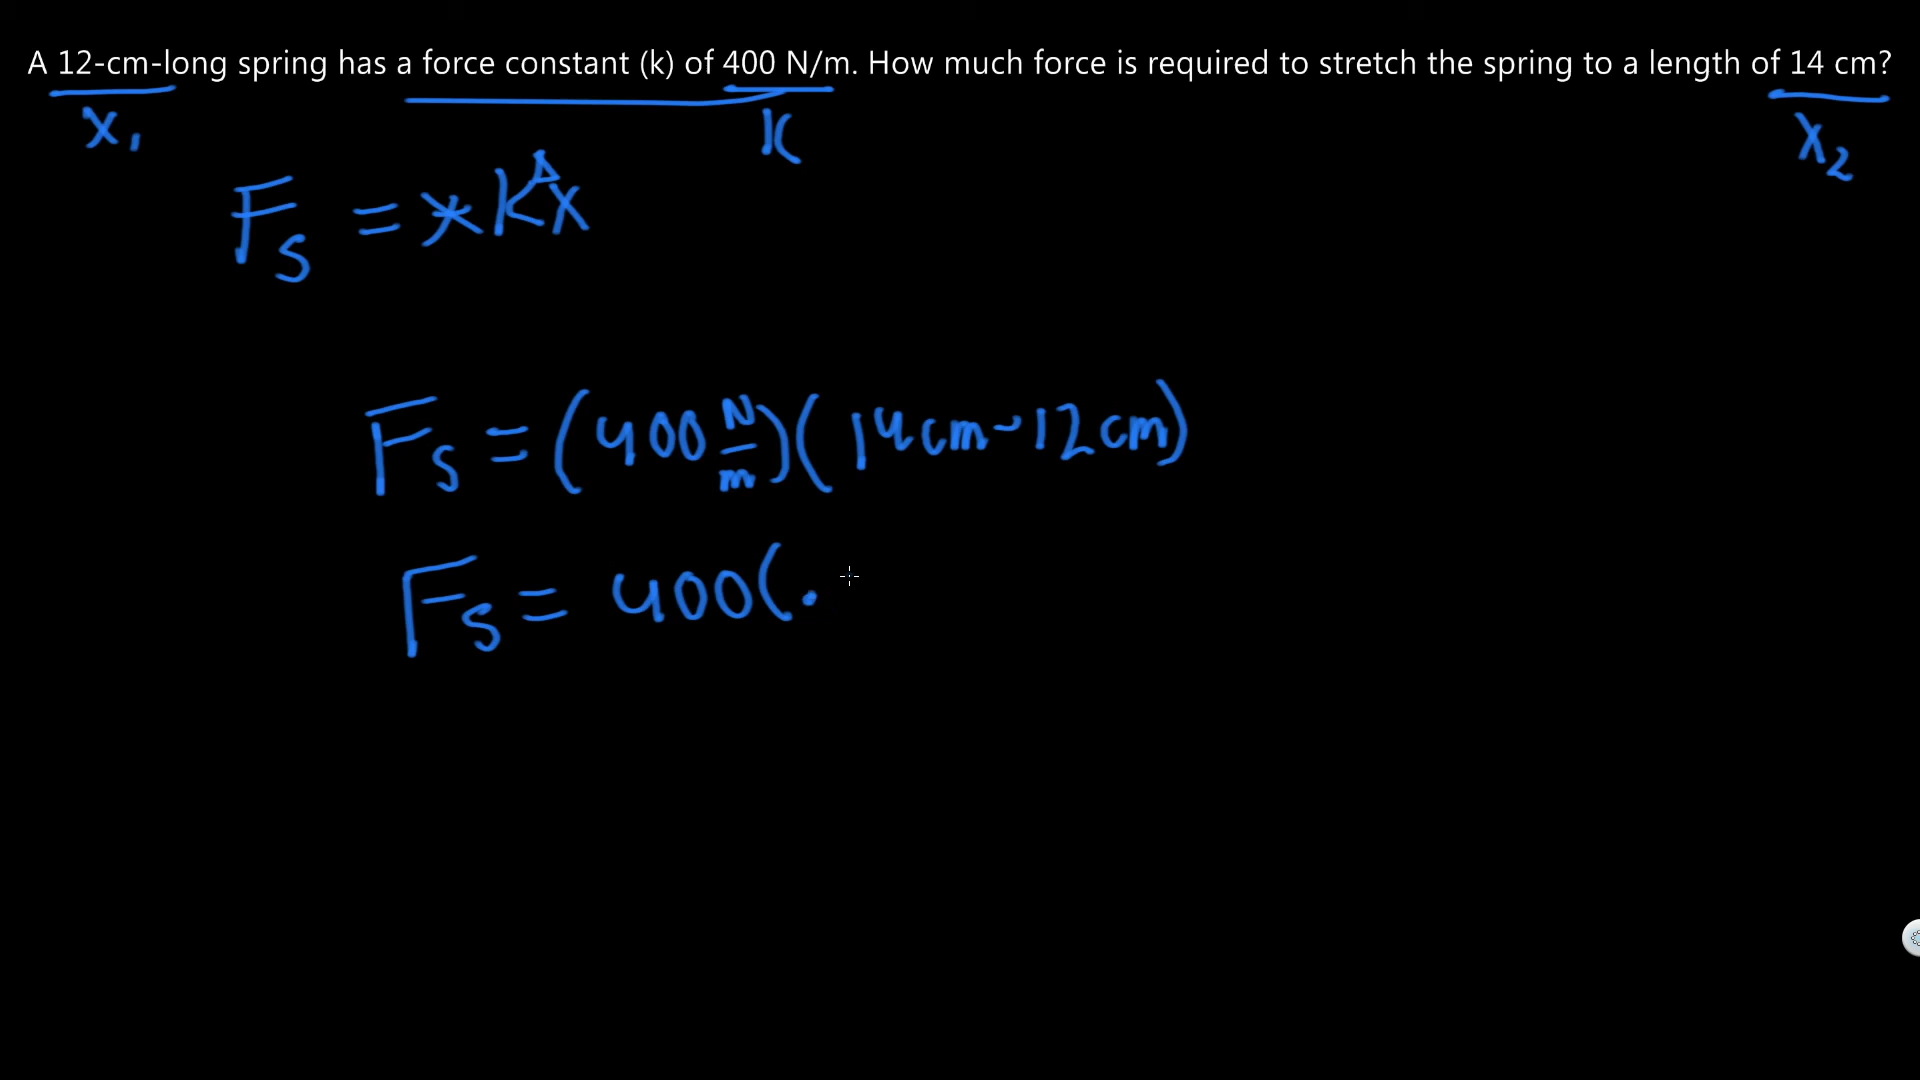 A 12-cm-long spring has a force constant (k) of 400 N/m. How much force is required to stretch the spring to a length of 14 cm?
x₁ k x₂
Fₛ = *kΔx
Fₛ = (400 N/m)(14cm-12cm)
Fₛ = 400(.